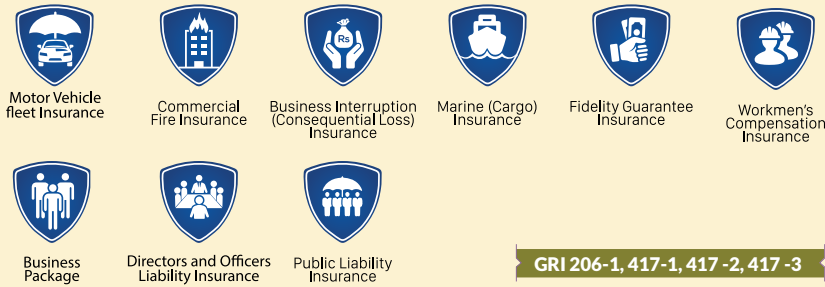 Rs
Motor Vehicle
fleet Insurance
Commercial
Fire Insurance
Business Interruption
(Consequential Loss)
Insurance
Marine (Cargo)
Insurance
Fidelity Guarantee
Insurance
Workmen's
Compensation
Insurance
Business
Package
Directors and Officers
Liability Insurance
Public Liability
Insurance
GRI 206-1, 417-1, 417 -2, 417 -3